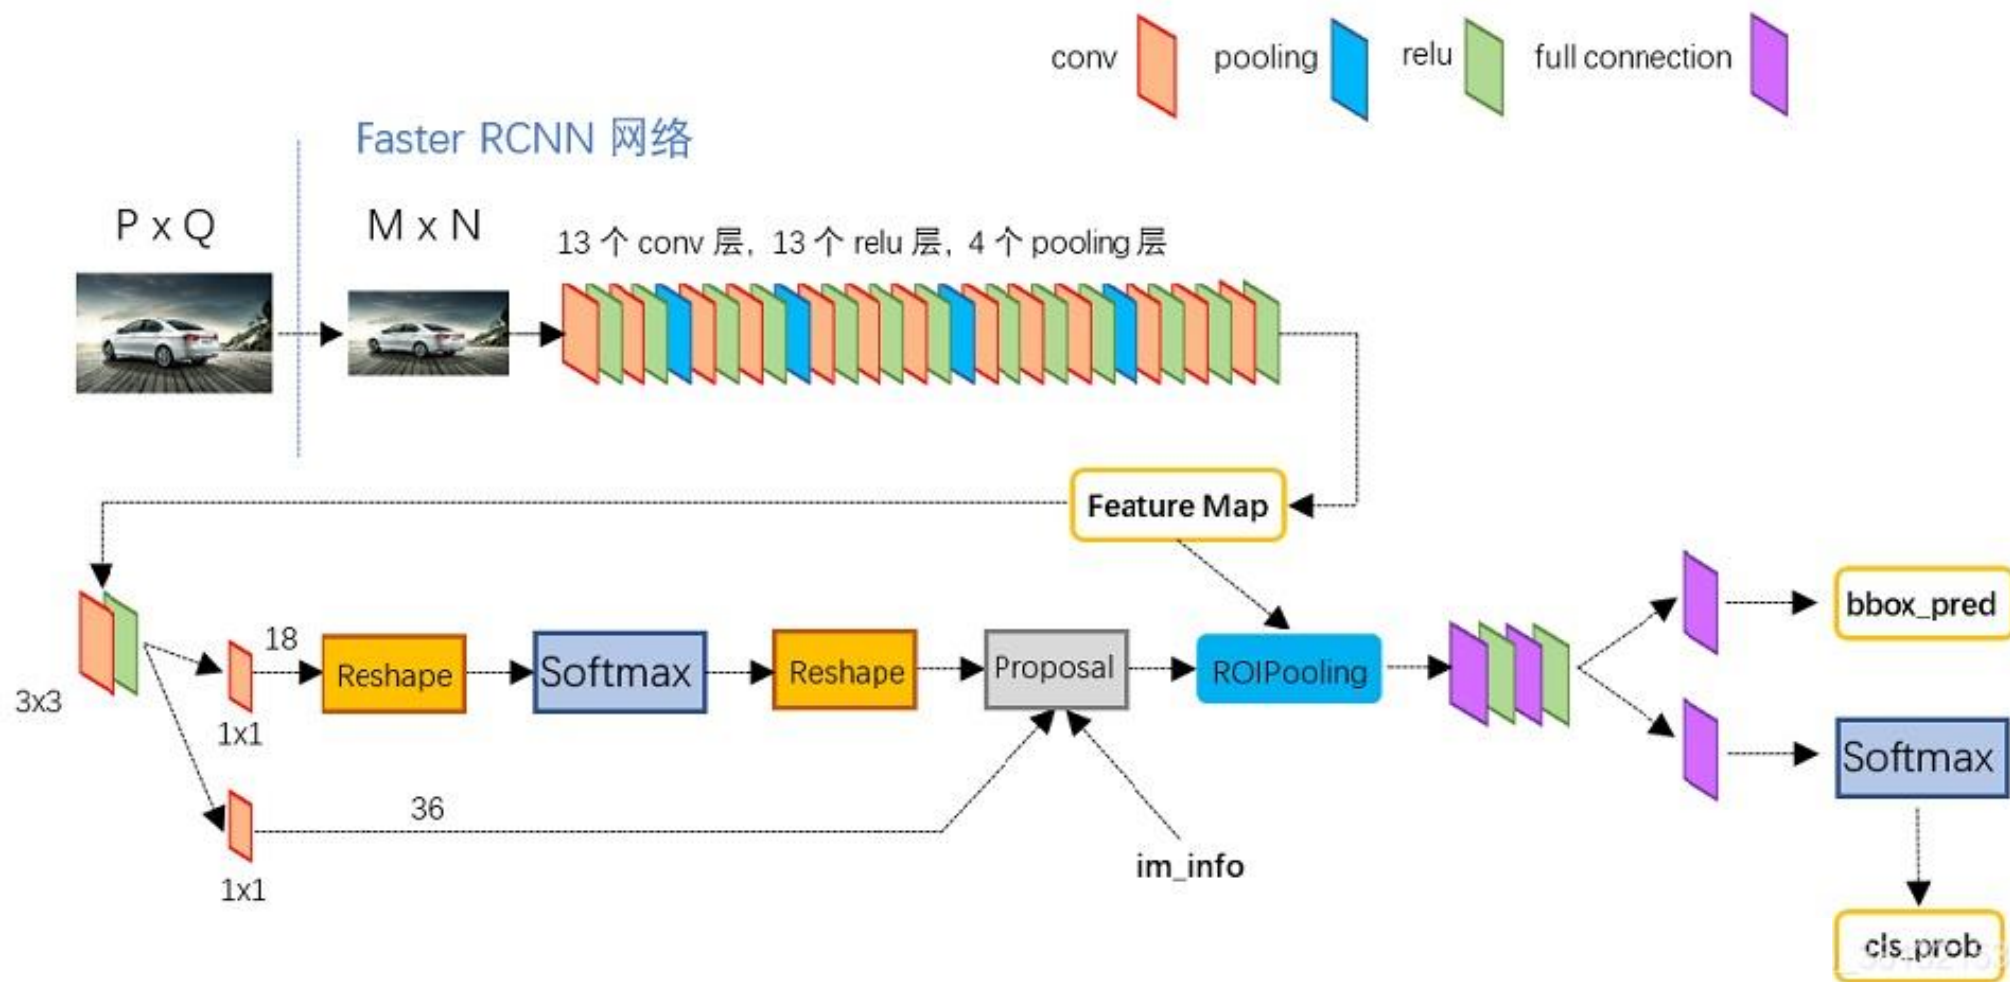 conv pooling relu full connection
Faster RCNN 网络
P x Q
M x N
13 个 conv 层, 13 个 relu 层, 4 个 pooling 层
Feature Map
3x3
18
1x1
Reshape
Softmax
Reshape
Proposal
ROIPooling
bbox_pred
36
1x1
im_info
Softmax
cls_prob